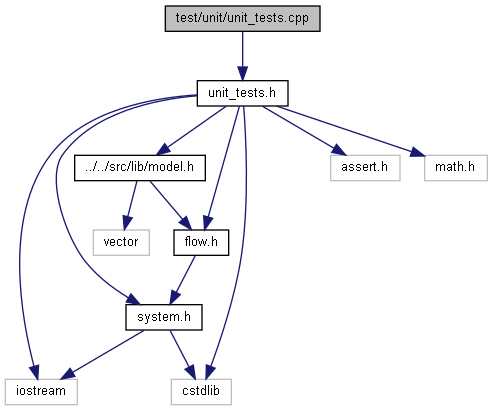 test/unit/unit_tests.cpp
unit_tests.h
../../src/lib/model.h
assert.h
math.h
vector
flow.h
system.h
iostream
cstdlib